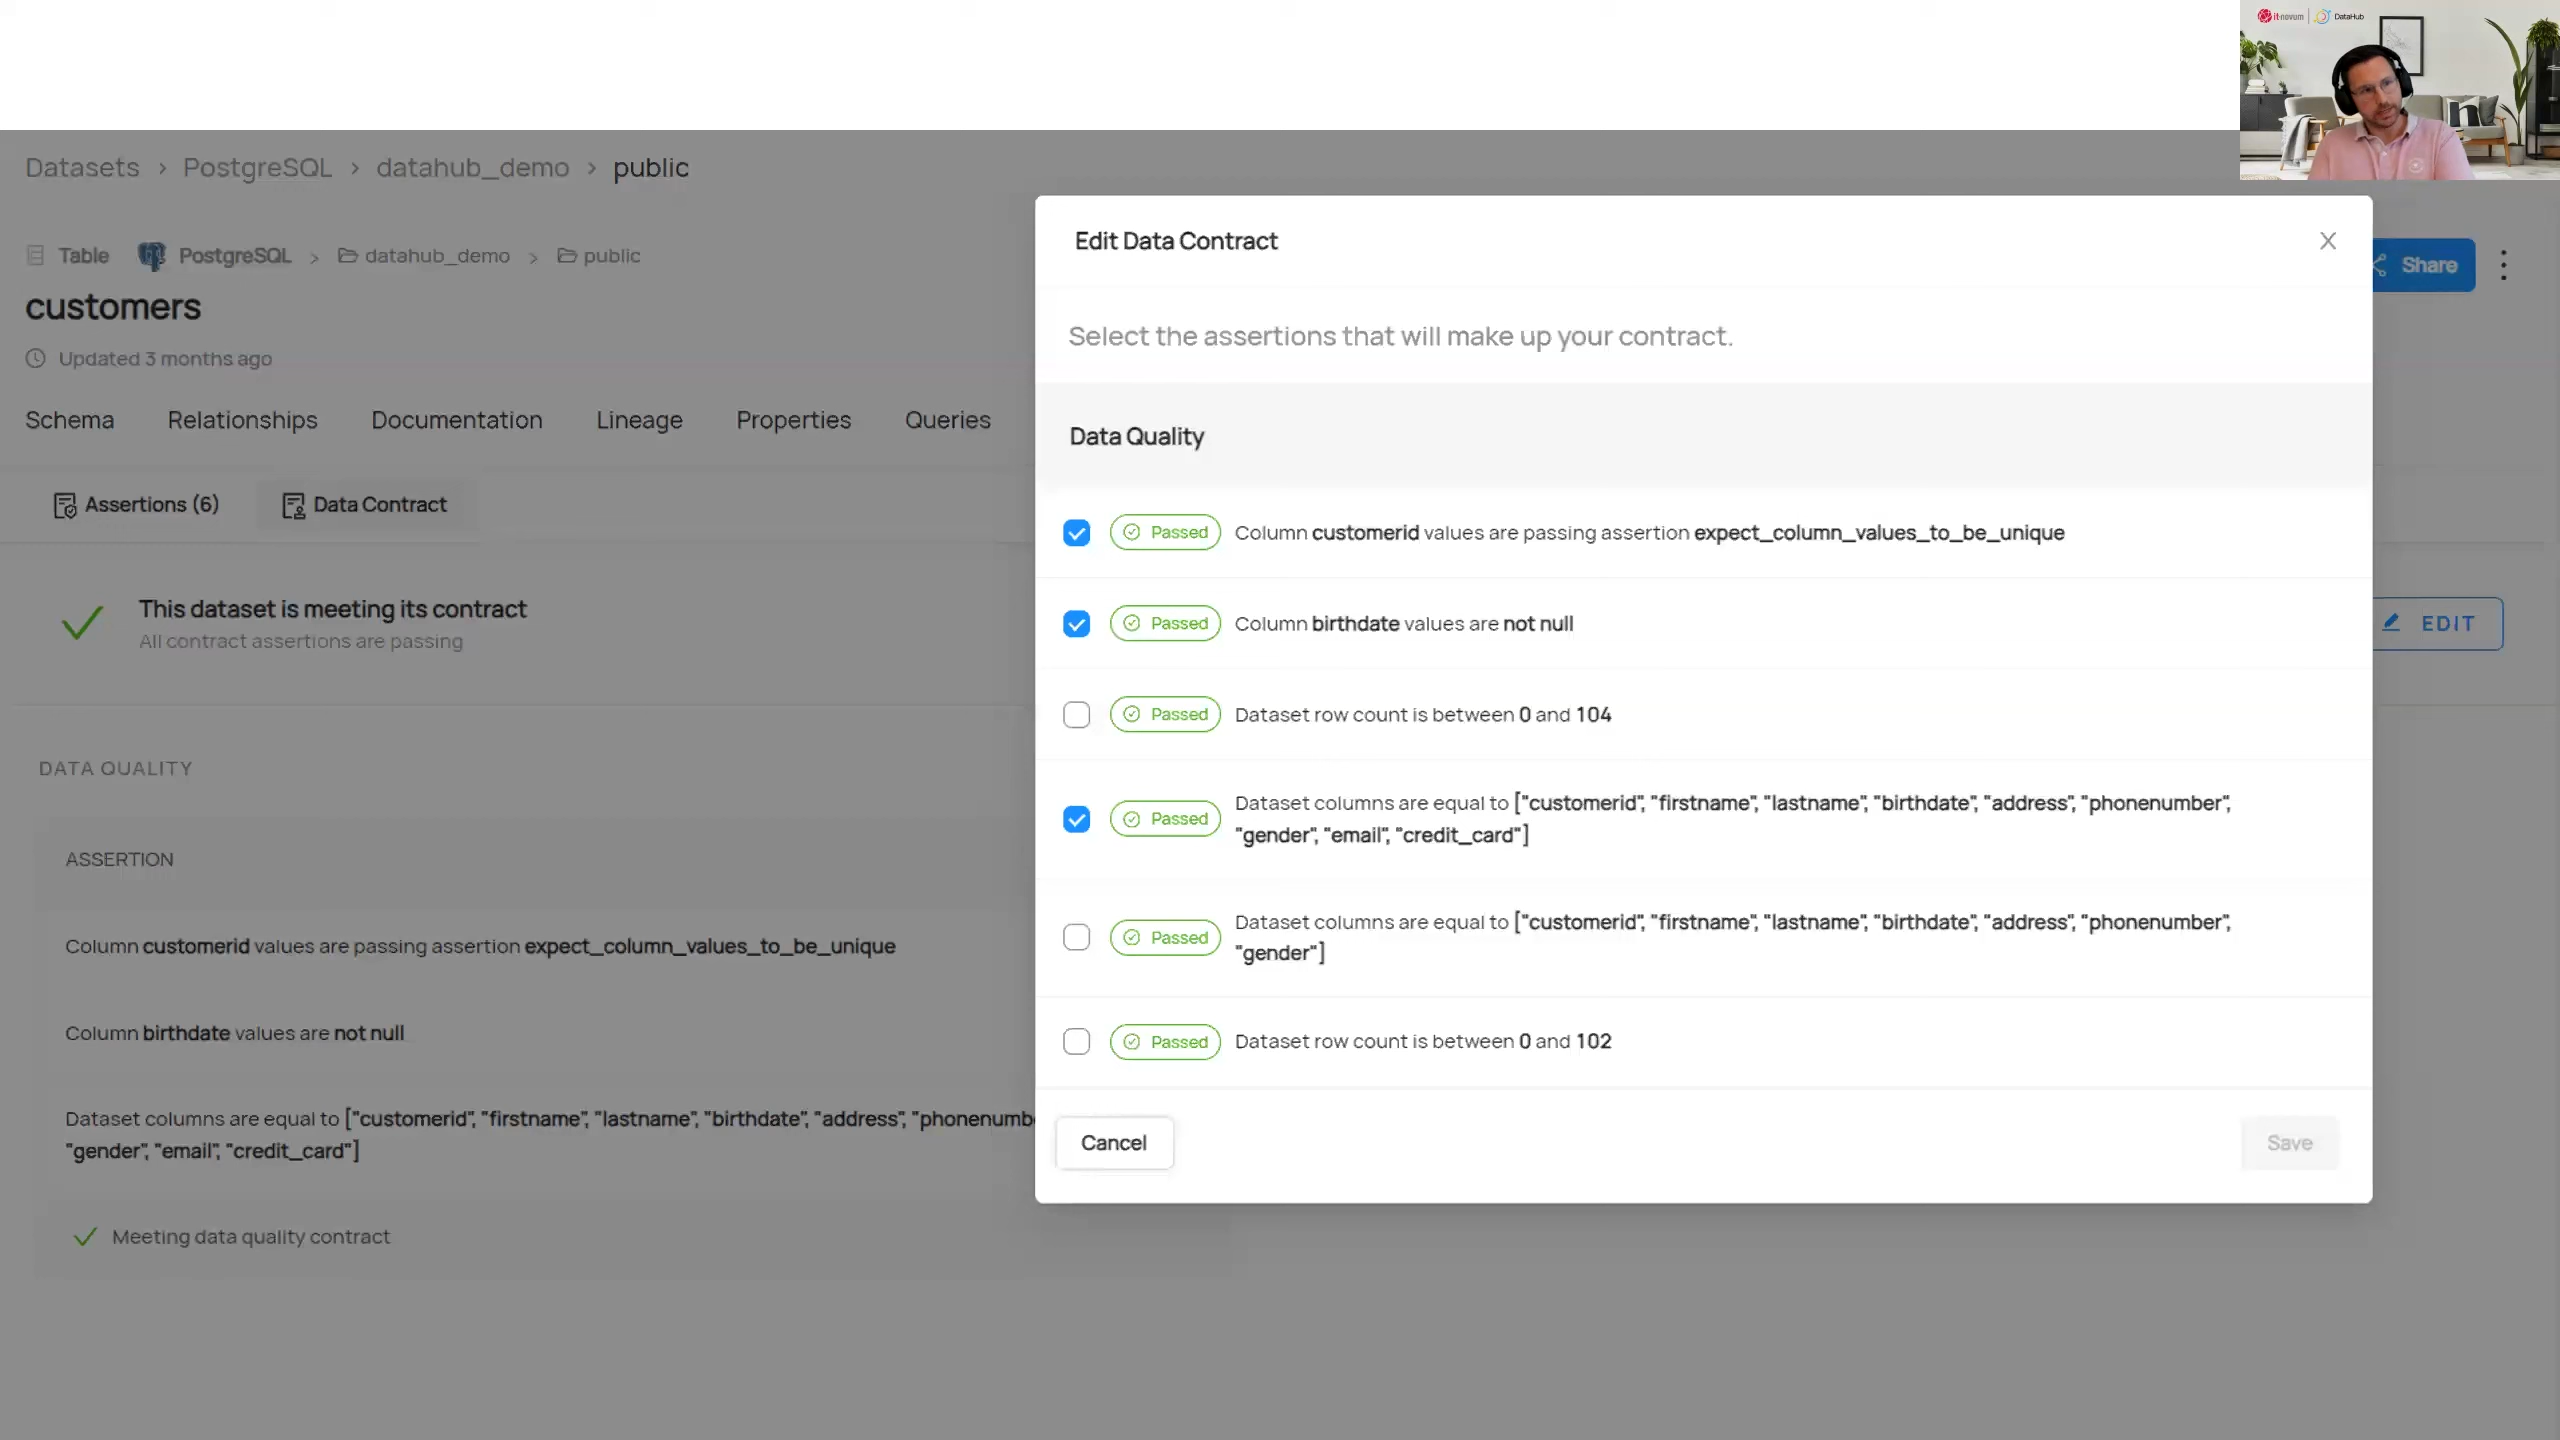 it-novum | DataHub
Datasets > PostgreSQL > datahub_demo > public
Table PostgreSQL > datahub_demo > public
customers
Updated 3 months ago
Share
Schema Relationships Documentation Lineage Properties Queries
Assertions (6) Data Contract
This dataset is meeting its contract
All contract assertions are passing
EDIT
DATA QUALITY
ASSERTION
Column customerid values are passing assertion expect_column_values_to_be_unique
Column birthdate values are not null
Dataset columns are equal to ["customerid", "firstname", "lastname", "birthdate", "address", "phonenumb
"gender", "email", "credit_card"]
Meeting data quality contract
Edit Data Contract
Select the assertions that will make up your contract.
Data Quality
Passed Column customerid values are passing assertion expect_column_values_to_be_unique
Passed Column birthdate values are not null
Passed Dataset row count is between 0 and 104
Passed Dataset columns are equal to ["customerid", "firstname", "lastname", "birthdate", "address", "phonenumber",
"gender", "email", "credit_card"]
Passed Dataset columns are equal to ["customerid", "firstname", "lastname", "birthdate", "address", "phonenumber",
"gender"]
Passed Dataset row count is between 0 and 102
Cancel Save